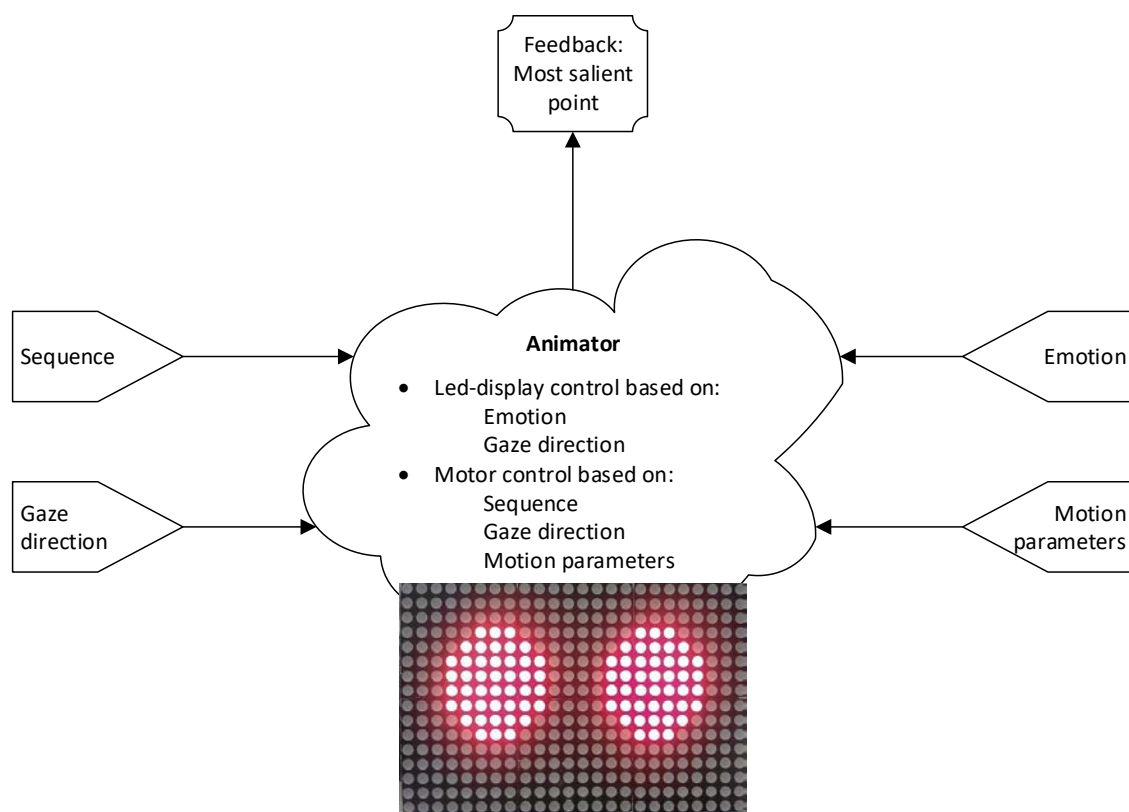 Feedback:
Most salient
point
Sequence
Gaze
direction
Animator
• Led-display control based on:
Emotion
Gaze direction
• Motor control based on:
Sequence
Gaze direction
Motion parameters
Emotion
Motion
parameters